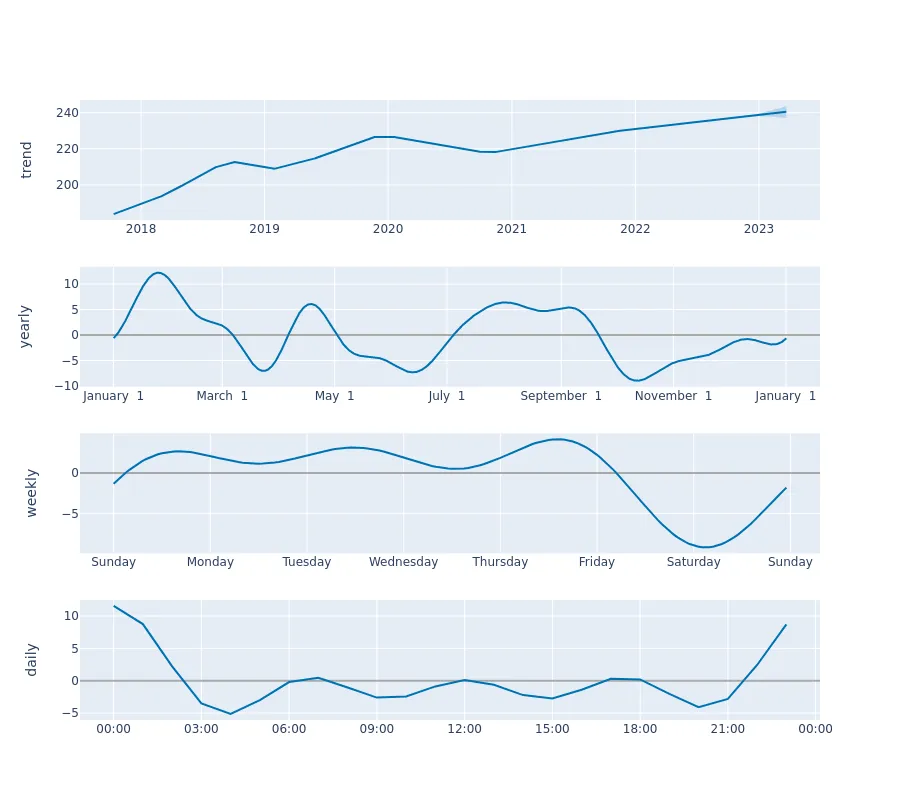 trend
240
220
200
2018 2019 2020 2021 2022 2023
yearly
10
5
0
−5
−10
January 1 March 1 May 1 July 1 September 1 November 1 January 1
weekly
0
−5
Sunday Monday Tuesday Wednesday Thursday Friday Saturday Sunday
daily
10
5
0
−5
00:00 03:00 06:00 09:00 12:00 15:00 18:00 21:00 00:00